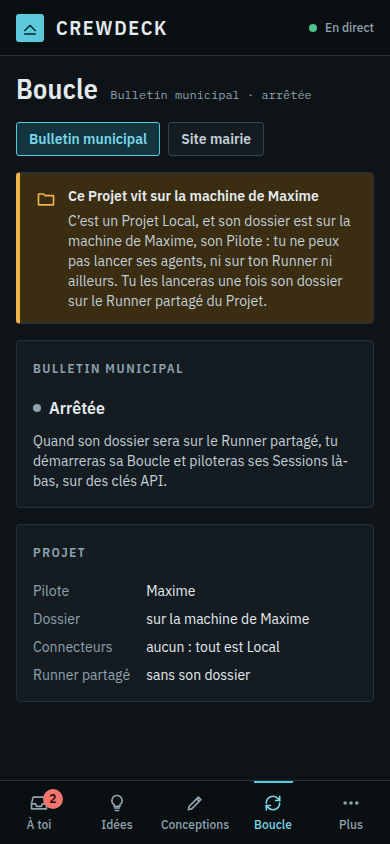 CREWDECK
En direct
Boucle Bulletin municipal · arrêtée
Bulletin municipal
Site mairie
Ce Projet vit sur la machine de Maxime
C'est un Projet Local, et son dossier est sur la
machine de Maxime, son Pilote : tu ne peux
pas lancer ses agents, ni sur ton Runner ni
ailleurs. Tu les lanceras une fois son dossier
sur le Runner partagé du Projet.
BULLETIN MUNICIPAL
Arrêtée
Quand son dossier sera sur le Runner partagé, tu
démarreras sa Boucle et piloteras ses Sessions là-
bas, sur des clés API.
PROJET
Pilote Maxime
Dossier sur la machine de Maxime
Connecteurs aucun : tout est Local
Runner partagé sans son dossier
2
À toi
Idées
Conceptions
Boucle
Plus